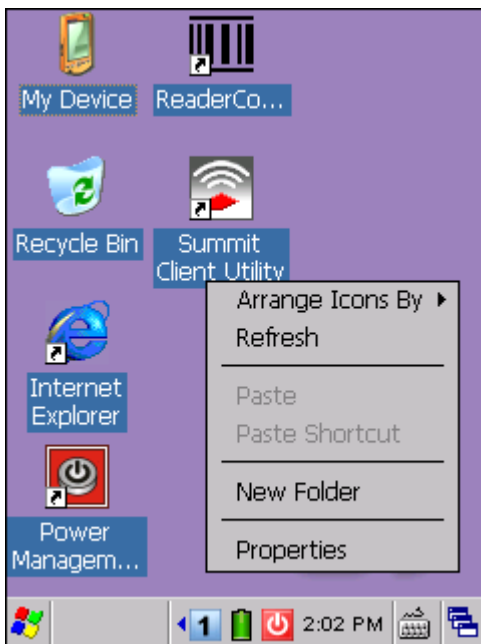 My Device
ReaderCo...
Recycle Bin
Summit
Client Utility
Internet
Explorer
Power
Managem...
Arrange Icons By
Refresh
Paste
Paste Shortcut
New Folder
Properties
1
2:02 PM